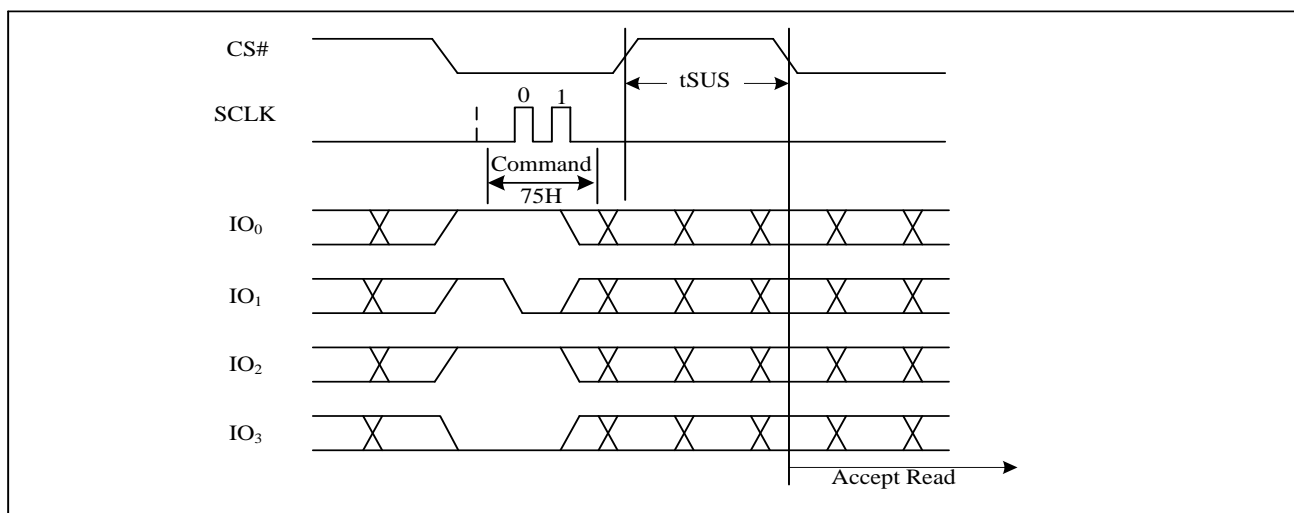 CS#
tSUS
SCLK
0 1
Command
75H
IO₀
IO₁
IO₂
IO₃
Accept Read